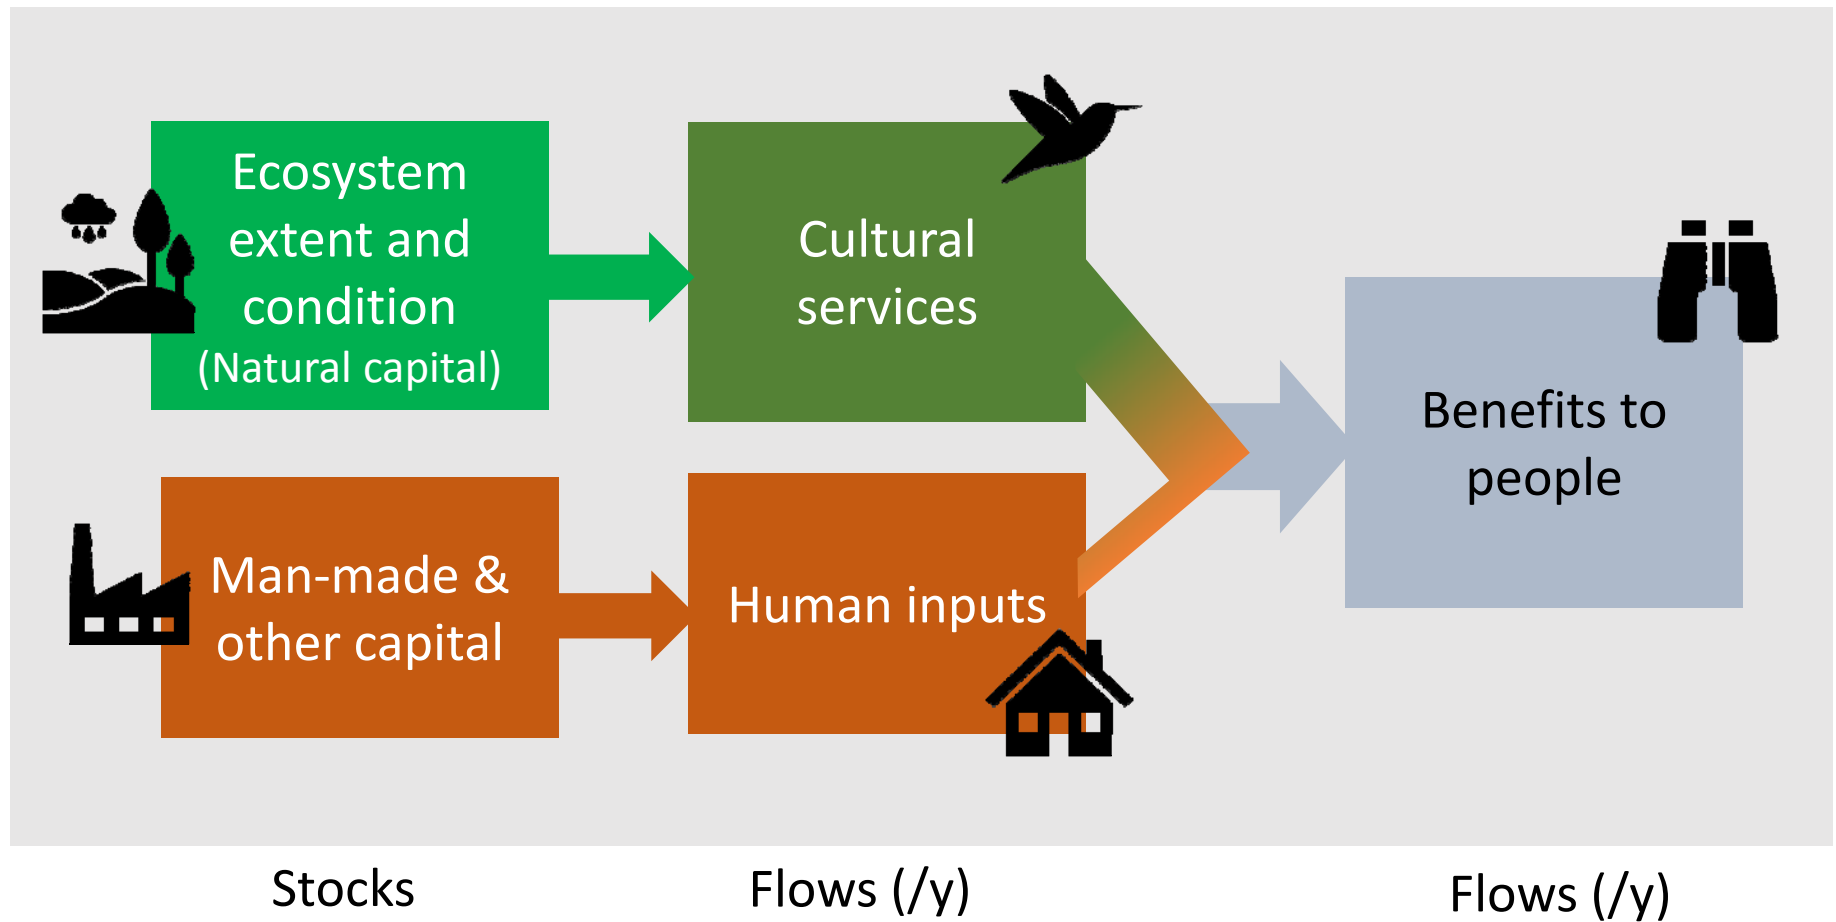 Ecosystem
extent and
condition
(Natural capital)
Cultural
services
Man-made &
other capital
Human inputs
Benefits to
people
Stocks
Flows (/y)
Flows (/y)